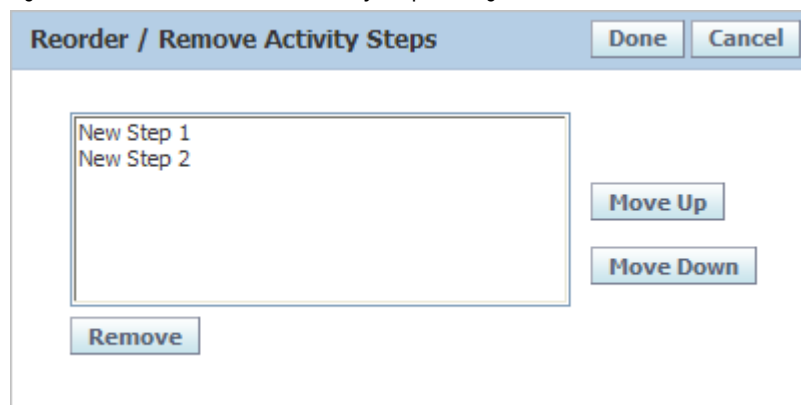 Reorder / Remove Activity Steps
Done
Cancel
New Step 1
New Step 2
Move Up
Move Down
Remove